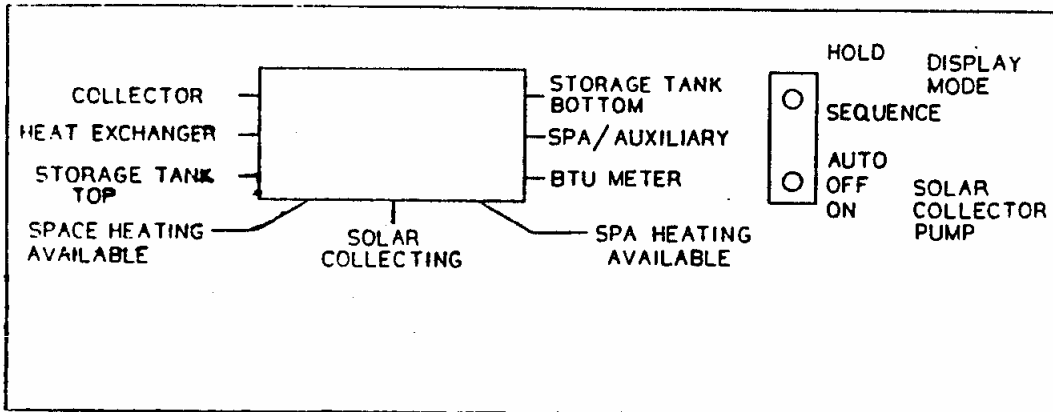 COLLECTOR
HEAT EXCHANGER
STORAGE TANK
TOP
SPACE HEATING
AVAILABLE
SOLAR
COLLECTING
SPA HEATING
AVAILABLE
STORAGE TANK
BOTTOM
SPA/AUXILIARY
BTU METER
HOLD
SEQUENCE
DISPLAY
MODE
AUTO
OFF
ON
SOLAR
COLLECTOR
PUMP